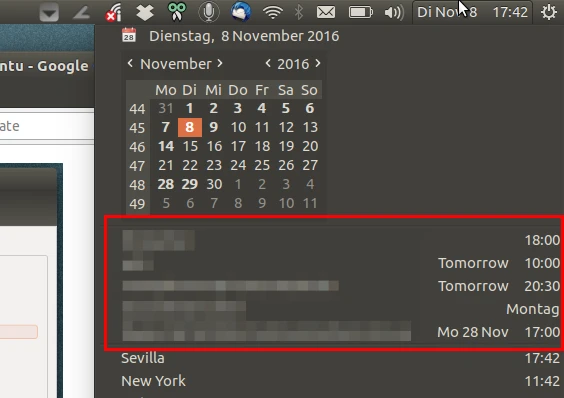 Di Nov 8 17:42
Dienstag, 8 November 2016
ntu - Google
November 2016
Mo Di Mi Do Fr Sa So
44 31 1 2 3 4 5 6
45 7 8 9 10 11 12 13
46 14 15 16 17 18 19 20
47 21 22 23 24 25 26 27
48 28 29 30 1 2 3 4
49 5 6 7 8 9 10 11
ate
18:00
Tomorrow 10:00
Tomorrow 20:30
Montag
Mo 28 Nov 17:00
Sevilla 17:42
New York 11:42